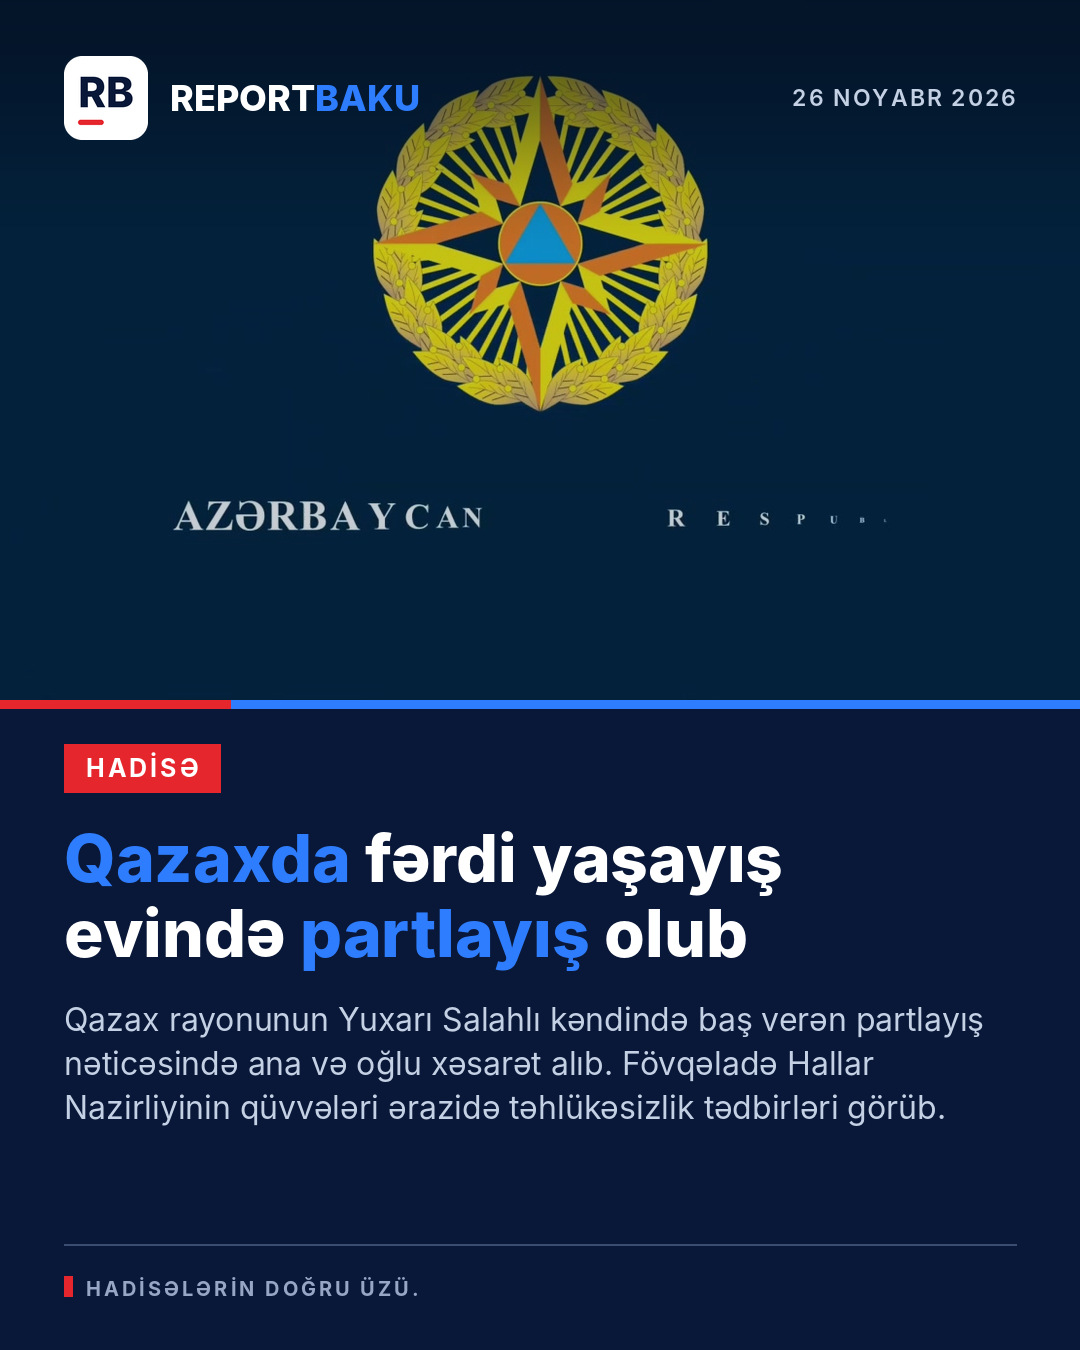 RB
REPORTBAKU
26 NOYABR 2026
AZƏRBAYCAN RESPUB
HADİSƏ
Qazaxda fərdi yaşayış
evində partlayış olub
Qazax rayonunun Yuxarı Salahlı kəndində baş verən partlayış
nəticəsində ana və oğlu xəsarət alıb. Fövqəladə Hallar
Nazirliyinin qüvvələri ərazidə təhlükəsizlik tədbirləri görüb.
HADİSƏLƏRİN DOĞRU ÜZÜ.